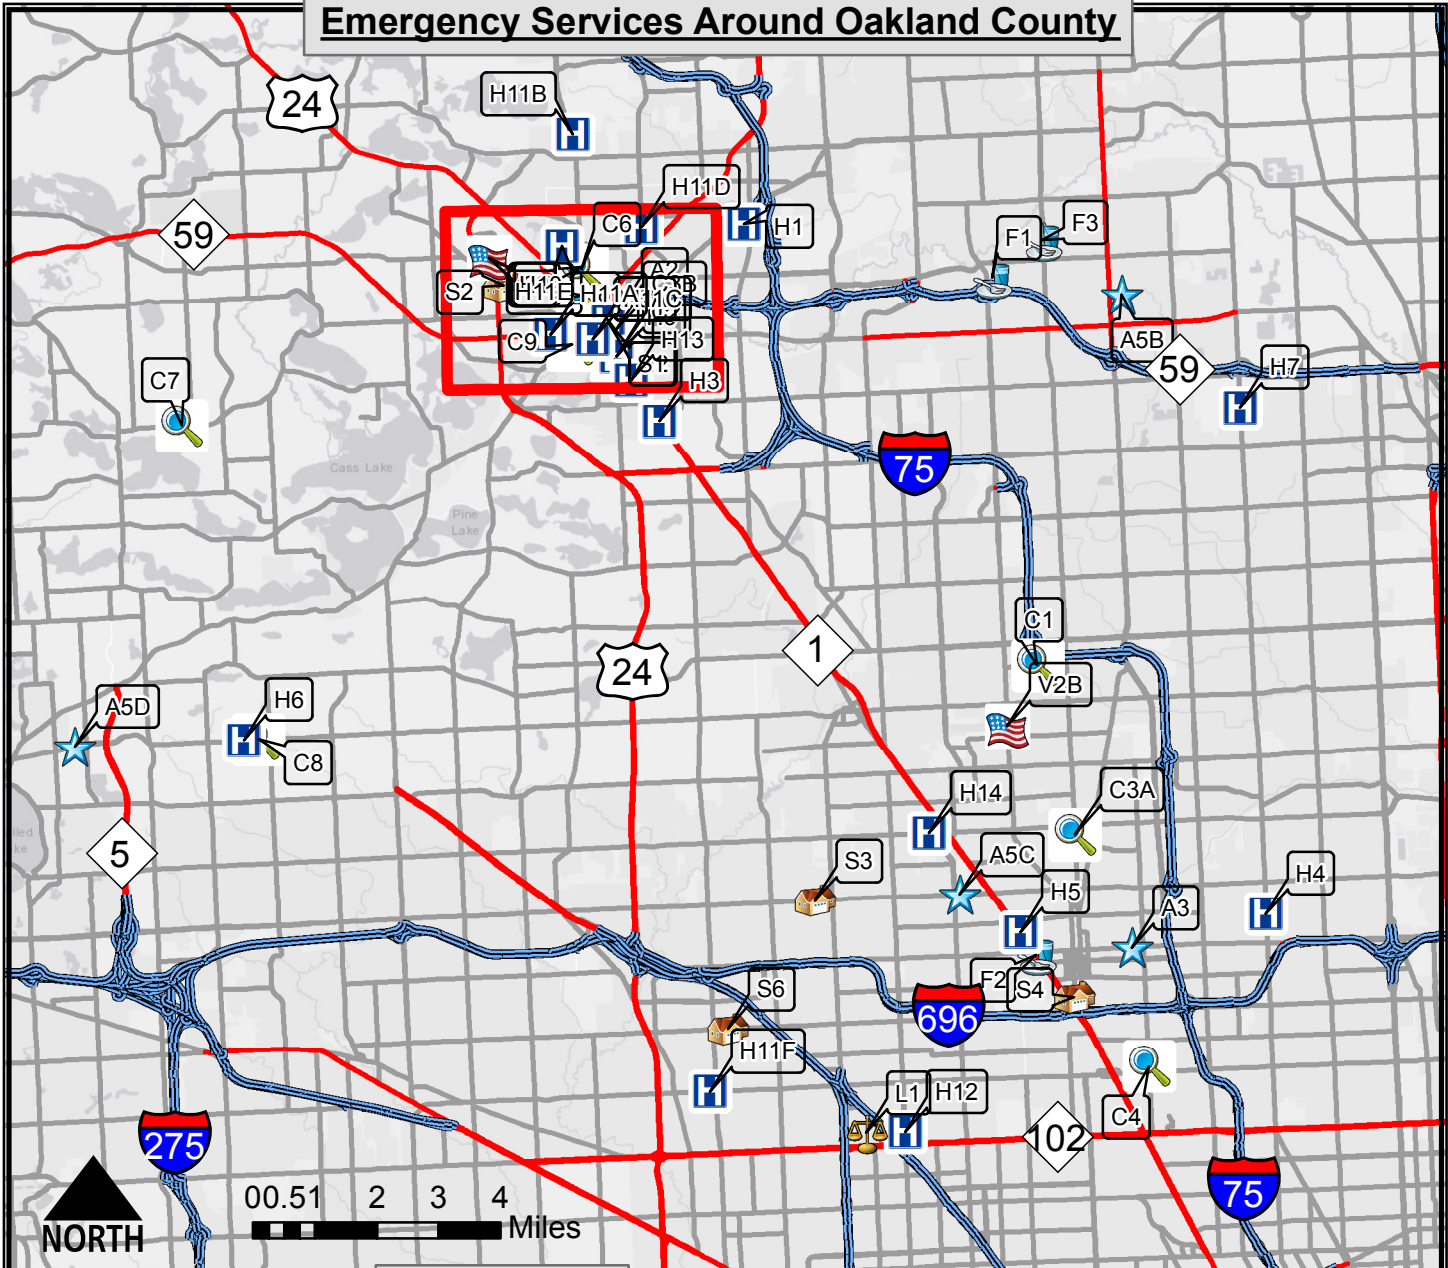 Emergency Services Around Oakland County
24
H11B
H11D
59
C6
H1
F1
F3
A2
S2
H11E
H11A
C9
H13
A5B
59
H7
C7
H3
Cass Lake
75
Pine
Lake
C1
24
1
V2B
A5D
H6
C8
H14
C3A
5
S3
A5C
H5
H4
A3
F2
S4
S6
696
H11F
L1
H12
C4
102
275
75
NORTH
00.51 2 3 4
Miles